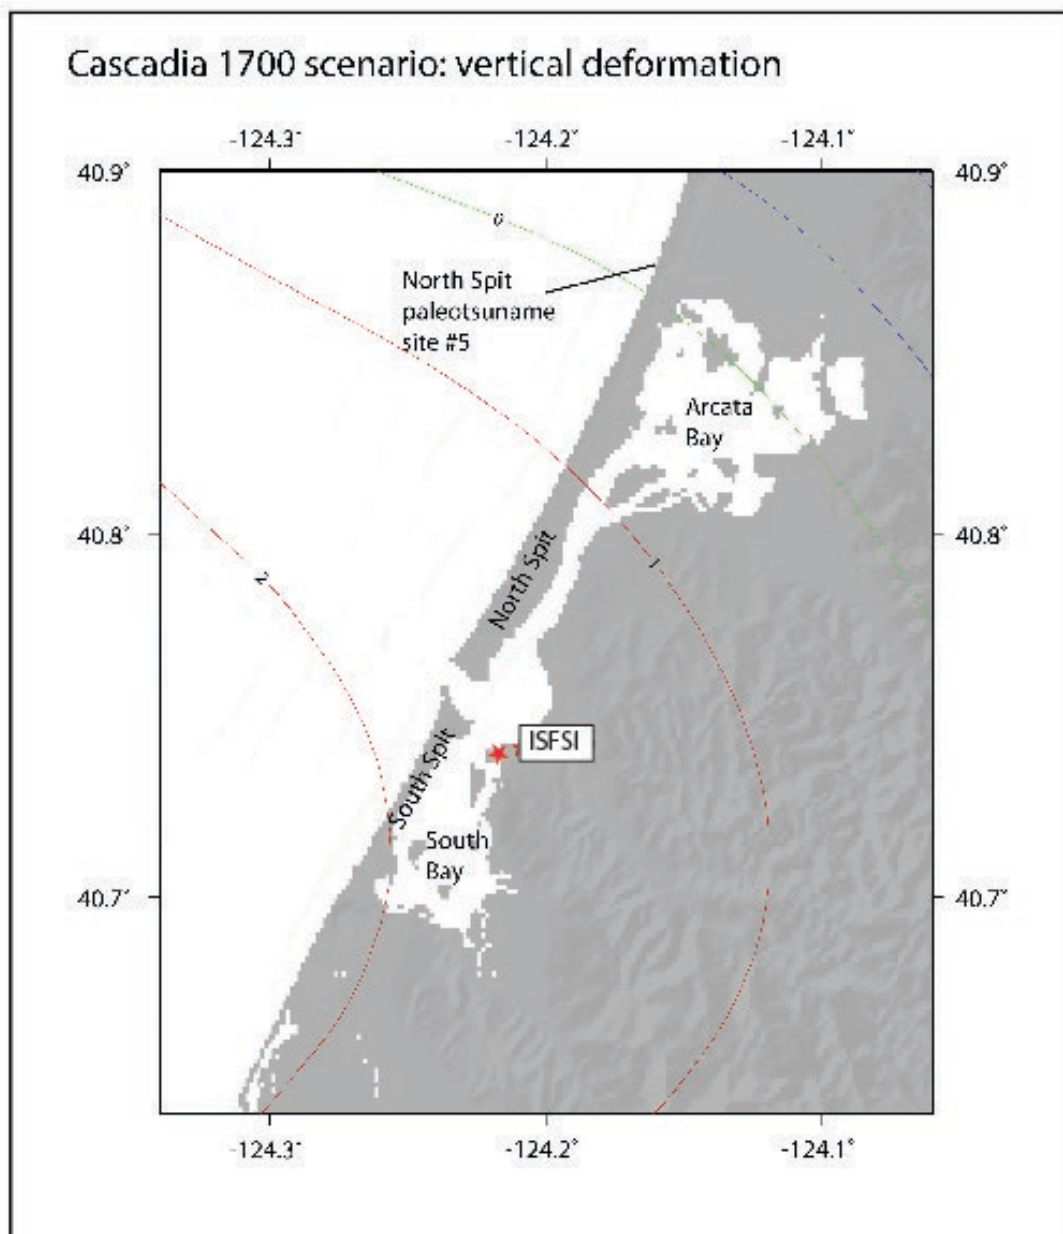 Cascadia 1700 scenario: vertical deformation
-124.3° -124.2° -124.1°
40.9° 40.9°
0
North Spit
paleotsuname
site #5
Arcata
Bay
40.8° 40.8°
2
1
North Spit
ISFSI
South Spit
South
Bay
40.7° 40.7°
-124.3° -124.2° -124.1°